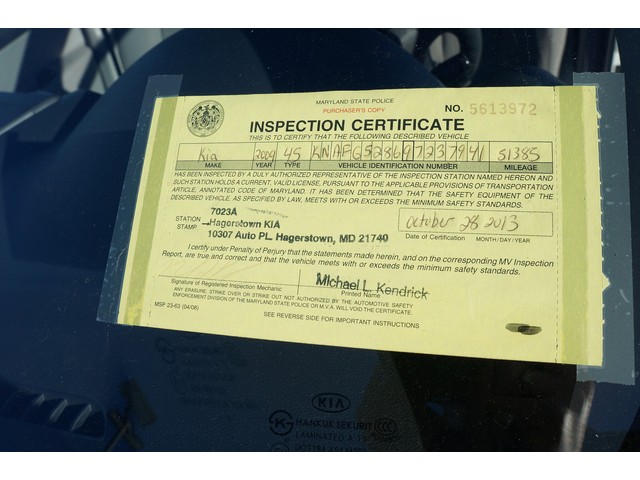 MARYLAND STATE POLICE
PURCHASER'S COPY
NO. 5613972
INSPECTION CERTIFICATE
THIS IS TO CERTIFY THAT THE FOLLOWING DESCRIBED VEHICLE
Kia 2009 45 51385
MAKE YEAR TYPE VEHICLE IDENTIFICATION NUMBER MILEAGE
HAS BEEN INSPECTED BY A DULY AUTHORIZED REPRESENTATIVE OF THE INSPECTION STATION NAMED HEREON AND
SUCH STATION HOLDS A CURRENT, VALID LICENSE, PURSUANT TO THE APPLICABLE PROVISIONS OF TRANSPORTATION
ARTICLE, ANNOTATED CODE OF MARYLAND. AS SPECIFIED BY LAW, THE SAFETY EQUIPMENT OF THE
DESCRIBED VEHICLE, AS REQUIRED BY LAW, MEETS WITH OR EXCEEDS THE MINIMUM SAFETY STANDARDS.
7023A
STATION Hagerstown KIA
STAMP 10307 Auto PL. Hagerstown, MD 21740
October 28 2013
Date of Certification MONTH/DAY/YEAR
I certify under Penalty of Perjury that the statements made herein, and on the corresponding MV Inspection
Report, are true and correct and that the vehicle meets with or exceeds the minimum safety standards.
Michael L. Kendrick
Signature of Registered Inspection Mechanic Printed Name
ANY ERASURE, STRIKE OVER OR STRIKE OUT NOT AUTHORIZED BY THE AUTOMOTIVE SAFETY
ENFORCEMENT DIVISION OF THE MARYLAND STATE POLICE OR M.V.A. WILL VOID THE CERTIFICATE.
MSP 23-63 (04/08)
SEE REVERSE SIDE FOR IMPORTANT INSTRUCTIONS
KIA
HANKUK SEKURIT
LAMINATED